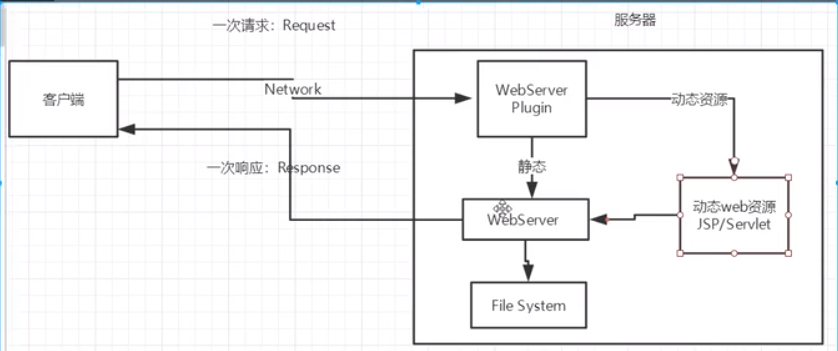 一次请求：Request
服务器
客户端
Network
WebServer
Plugin
动态资源
一次响应：Response
静态
动态web资源
JSP/Servlet
WebServer
File System